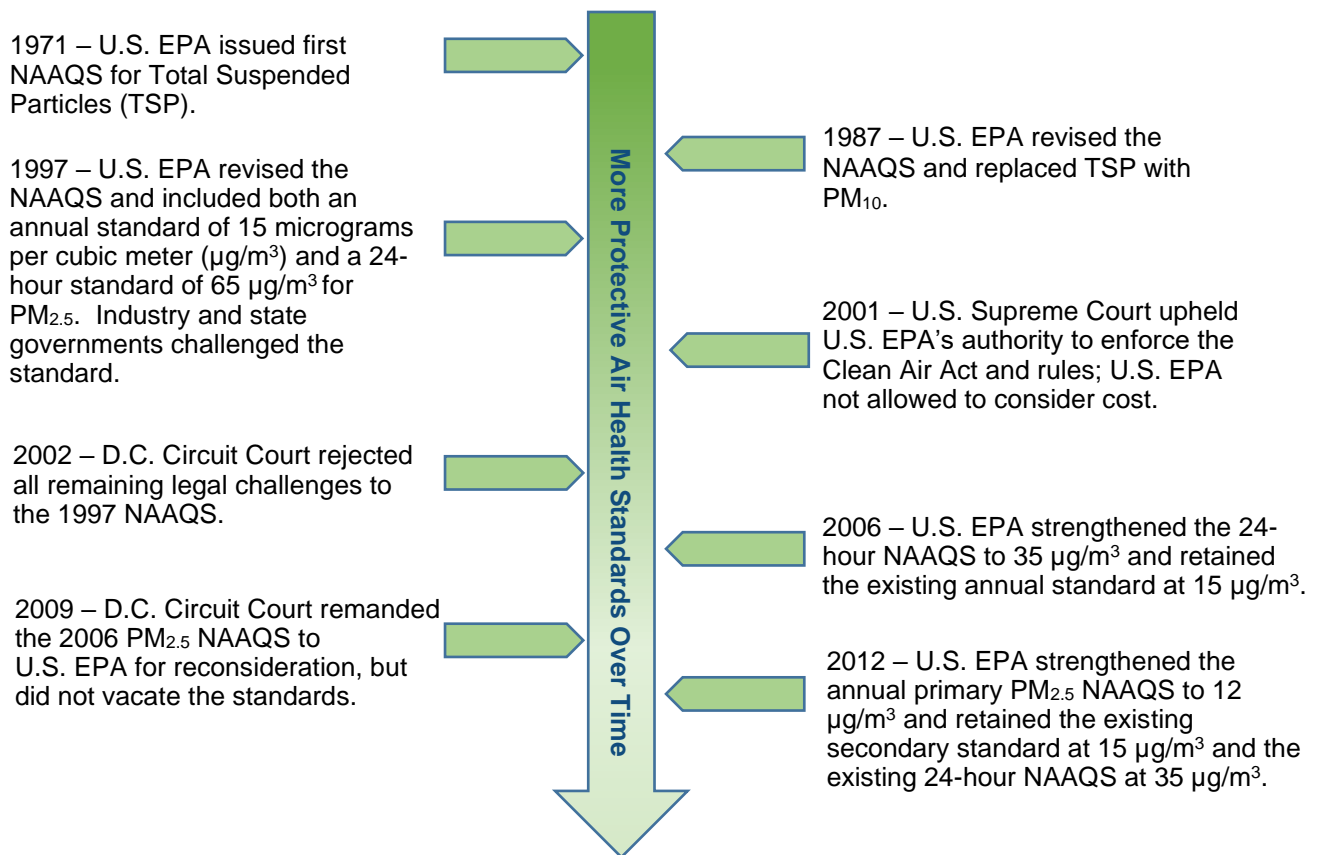 1971 – U.S. EPA issued first
NAAQS for Total Suspended
Particles (TSP).
1987 – U.S. EPA revised the
NAAQS and replaced TSP with
PM₁₀.
1997 – U.S. EPA revised the
NAAQS and included both an
annual standard of 15 micrograms
per cubic meter (µg/m³) and a 24-
hour standard of 65 µg/m³ for
PM₂.₅.  Industry and state
governments challenged the
standard.
2001 – U.S. Supreme Court upheld
U.S. EPA’s authority to enforce the
Clean Air Act and rules; U.S. EPA
not allowed to consider cost.
2002 – D.C. Circuit Court rejected
all remaining legal challenges to
the 1997 NAAQS.
2006 – U.S. EPA strengthened the 24-
hour NAAQS to 35 µg/m³ and retained
the existing annual standard at 15 µg/m³.
2009 – D.C. Circuit Court remanded
the 2006 PM₂.₅ NAAQS to
U.S. EPA for reconsideration, but
did not vacate the standards.
2012 – U.S. EPA strengthened the
annual primary PM₂.₅ NAAQS to 12
µg/m³ and retained the existing
secondary standard at 15 µg/m³ and the
existing 24-hour NAAQS at 35 µg/m³.
More Protective Air Health Standards Over Time